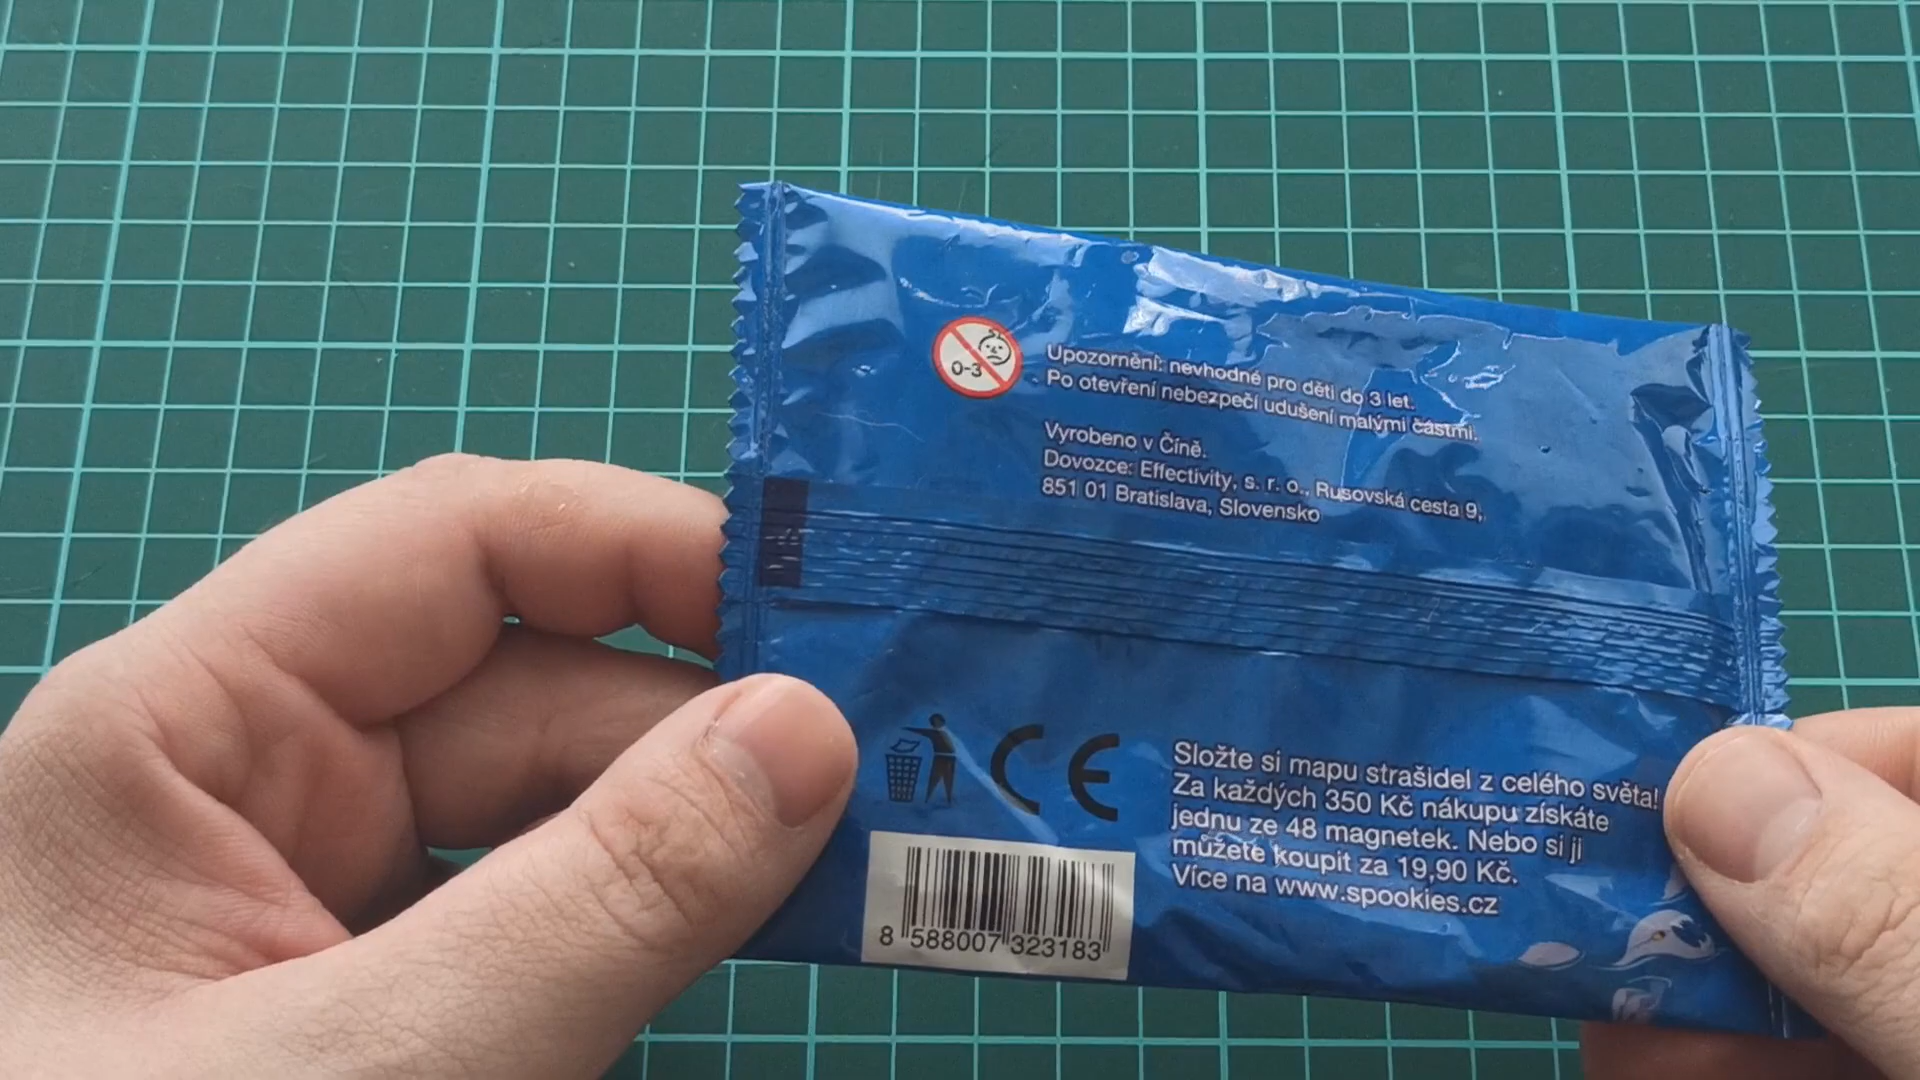 0-3
Upozornění: nevhodné pro děti do 3 let.
Po otevření nebezpečí udušení malými částmi.
Vyrobeno v Číně.
Dovozce: Effectivity, s. r. o., Rusovská cesta 9,
851 01 Bratislava, Slovensko
CE
Složte si mapu strašidel z celého světa!
Za každých 350 Kč nákupu získáte
jednu ze 48 magnetek. Nebo si ji
můžete koupit za 19,90 Kč.
Více na www.spookies.cz
8 588007 323183